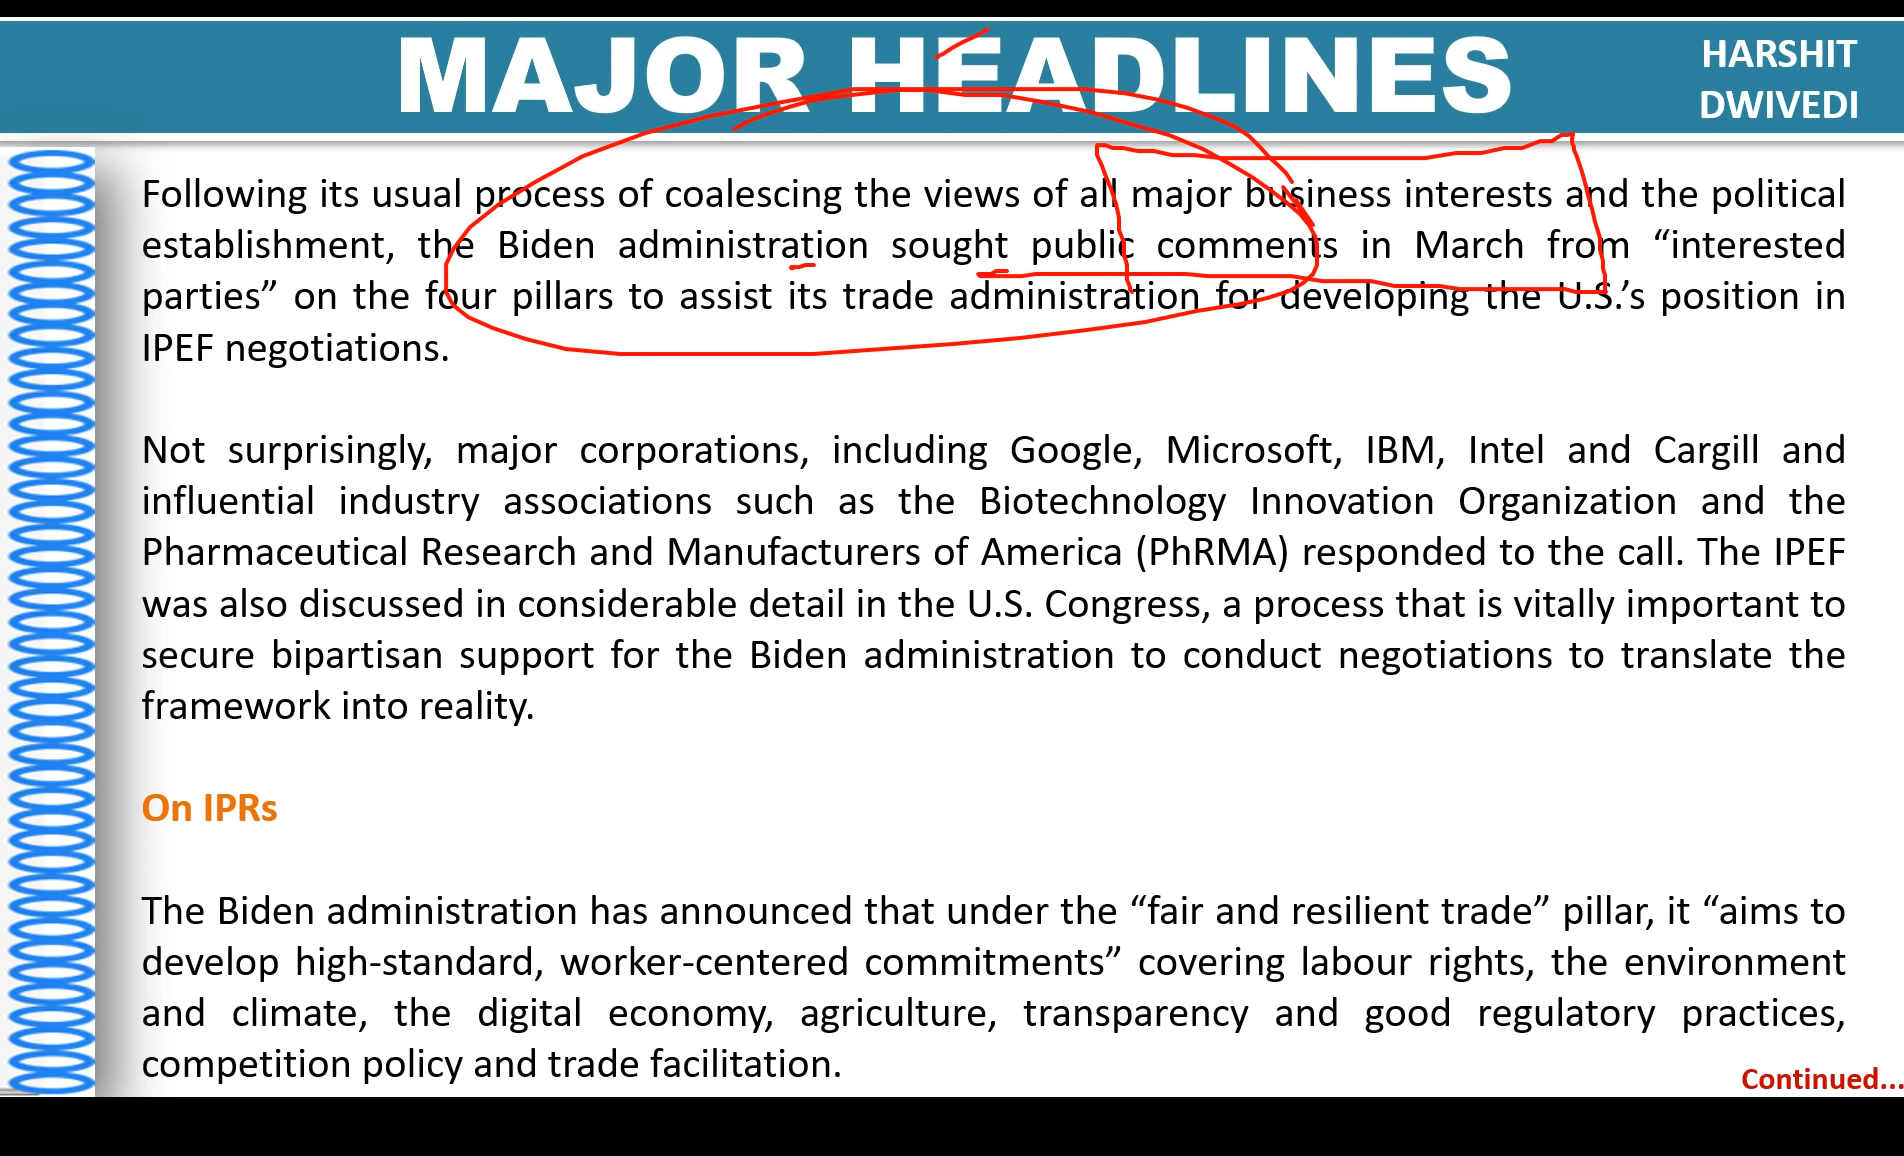 MAJOR HEADLINES
HARSHIT
DWIVEDI
Following its usual process of coalescing the views of all major business interests and the political
establishment, the Biden administration sought public comments in March from “interested
parties” on the four pillars to assist its trade administration for developing the U.S.’s position in
IPEF negotiations.
Not surprisingly, major corporations, including Google, Microsoft, IBM, Intel and Cargill and
influential industry associations such as the Biotechnology Innovation Organization and the
Pharmaceutical Research and Manufacturers of America (PhRMA) responded to the call. The IPEF
was also discussed in considerable detail in the U.S. Congress, a process that is vitally important to
secure bipartisan support for the Biden administration to conduct negotiations to translate the
framework into reality.
On IPRs
The Biden administration has announced that under the “fair and resilient trade” pillar, it “aims to
develop high-standard, worker-centered commitments” covering labour rights, the environment
and climate, the digital economy, agriculture, transparency and good regulatory practices,
competition policy and trade facilitation.
Continued...